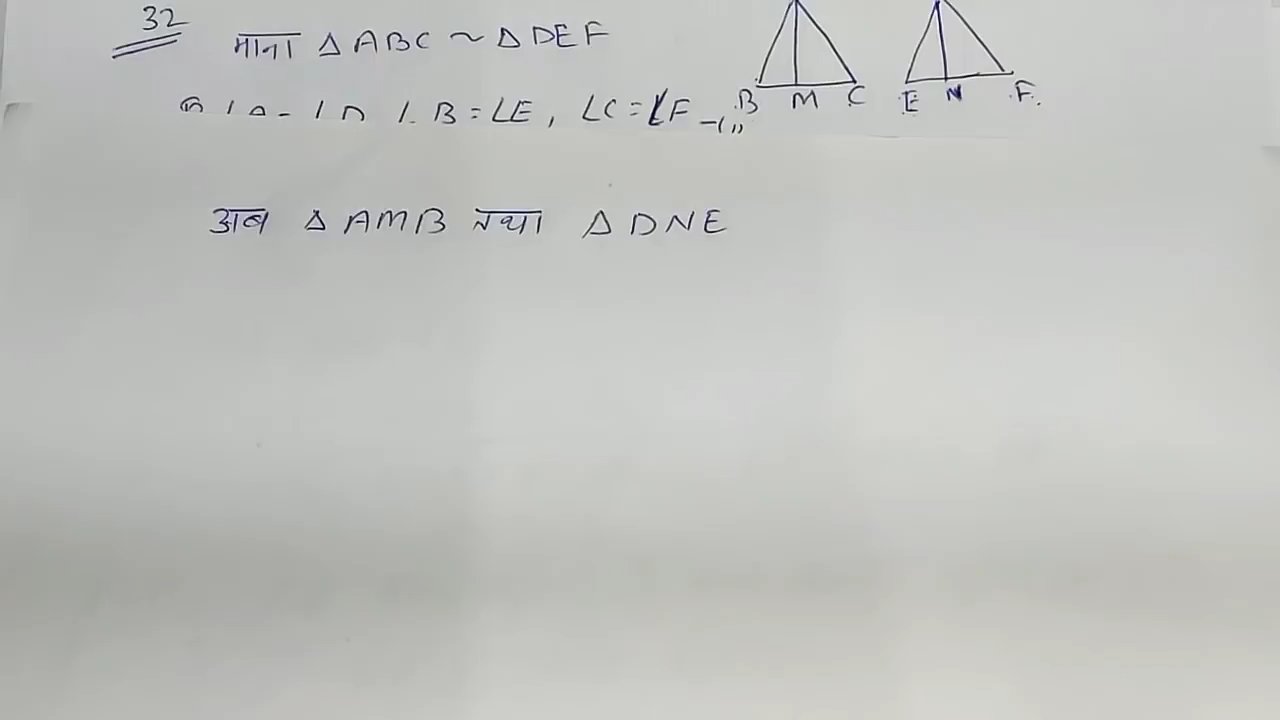 32
माना △ABC ~ △DEF
B M C E N F.
∠B = ∠E, ∠C = ∠F -(i)
अब △AMB तथा △DNE